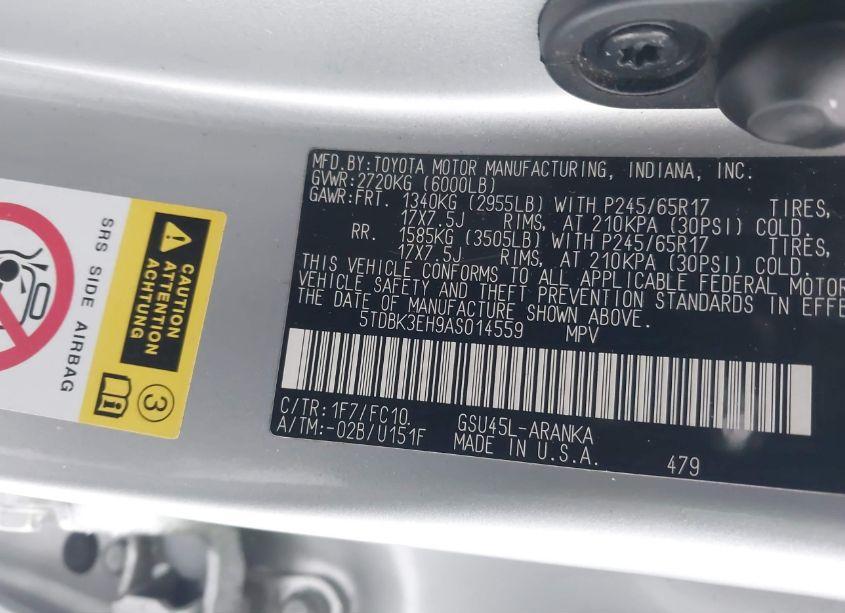 MFD.BY:TOYOTA MOTOR MANUFACTURING, INDIANA, INC.
GVWR:2720KG (6000LB)
GAWR:FRT. 1340KG (2955LB) WITH P245/65R17 TIRES,
17X7.5J RIMS, AT 210KPA (30PSI) COLD.
RR. 1585KG (3505LB) WITH P245/65R17 TIRES,
17X7.5J RIMS, AT 210KPA (30PSI) COLD.
THIS VEHICLE CONFORMS TO ALL APPLICABLE FEDERAL MOTOR
VEHICLE SAFETY AND THEFT PREVENTION STANDARDS IN EFFE
THE DATE OF MANUFACTURE SHOWN ABOVE.
5TDBK3EH9AS014559 MPV
C/TR:1F7/FC10. GSU45L-ARANKA
A/TM:-02B/U151F MADE IN U.S.A.
479
CAUTION
ATTENTION
ACHTUNG
SRS SIDE AIRBAG
3